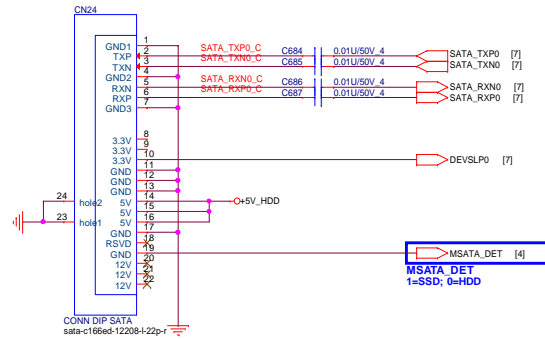 CN24
GND1 1 SATA_TXP0_C C684 0.01U/50V_4 SATA_TXP0 [7]
TXP 2 SATA_TXN0_C C685 0.01U/50V_4 SATA_TXN0 [7]
TXN 3
GND2 4
RXN 5 SATA_RXN0_C C686 0.01U/50V_4 SATA_RXN0 [7]
RXP 6 SATA_RXP0_C C687 0.01U/50V_4 SATA_RXP0 [7]
GND3 7
3.3V 8
3.3V 9
3.3V 10 DEVSLP0 [7]
GND 11
GND 12
GND 13
24 hole2 5V 14 +5V_HDD
5V 15
23 hole1 5V 16
GND 17
RSVD 18
GND 19 MSATA_DET [4]
12V 20
12V 21
12V 22
MSATA_DET
1=SSD; 0=HDD
CONN DIP SATA
sata-c166ed-12208-l-22p-r